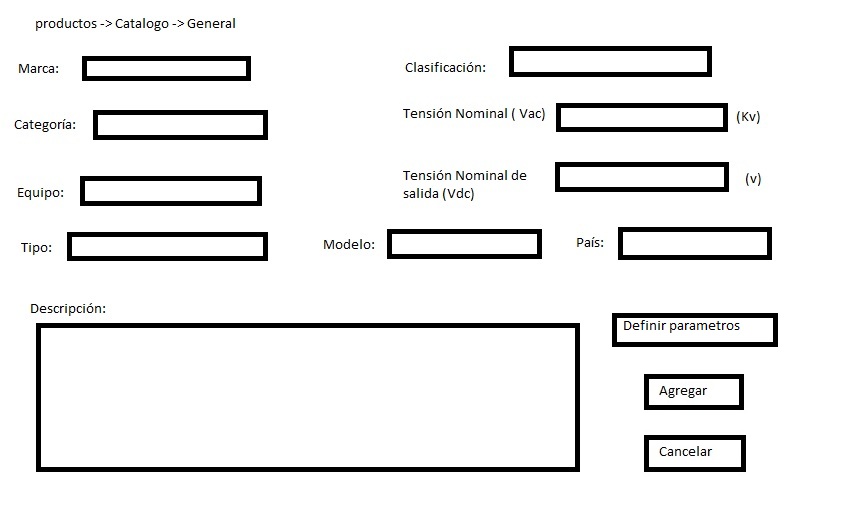 productos -> Catalogo -> General
Marca:
Clasificación:
Categoría:
Tensión Nominal ( Vac)
(Kv)
Equipo:
Tensión Nominal de
salida (Vdc)
(v)
Tipo:
Modelo:
País:
Descripción:
Definir parametros
Agregar
Cancelar